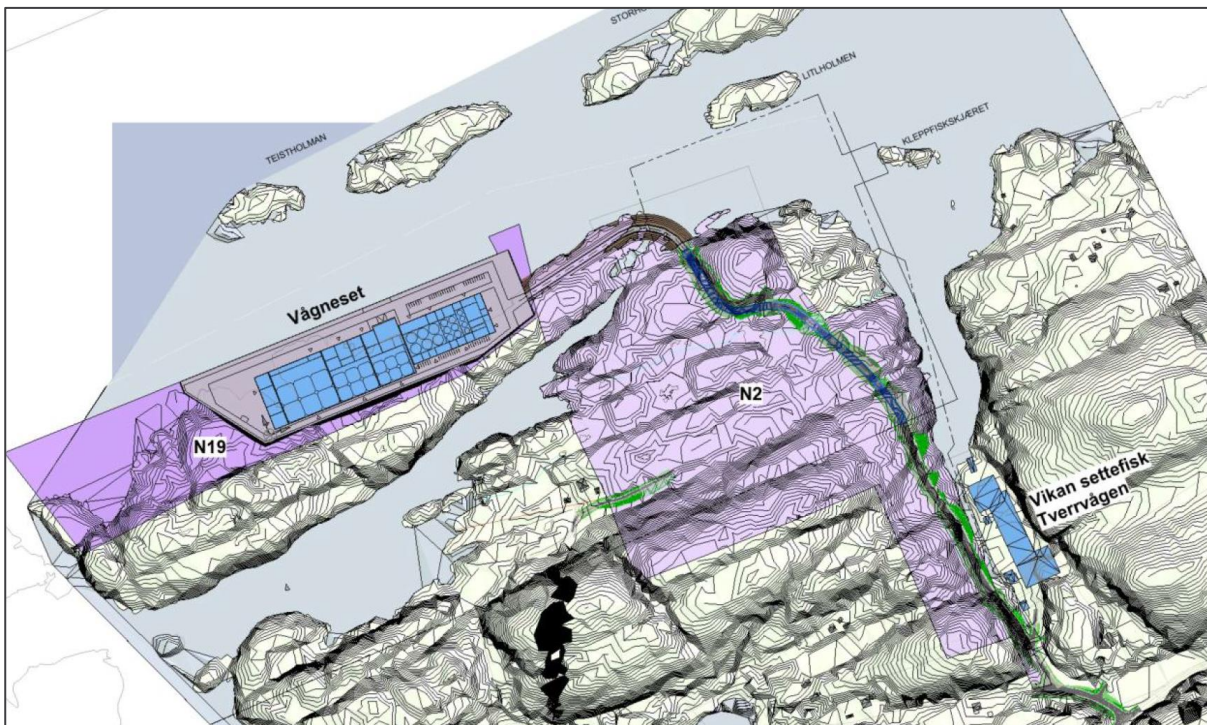 LITLHOLMEN
KLEPPFISKSKJÆRET
TEISTHOLMAN
Vågneset
N2
N19
Vikan settefisk
Tverrvågen